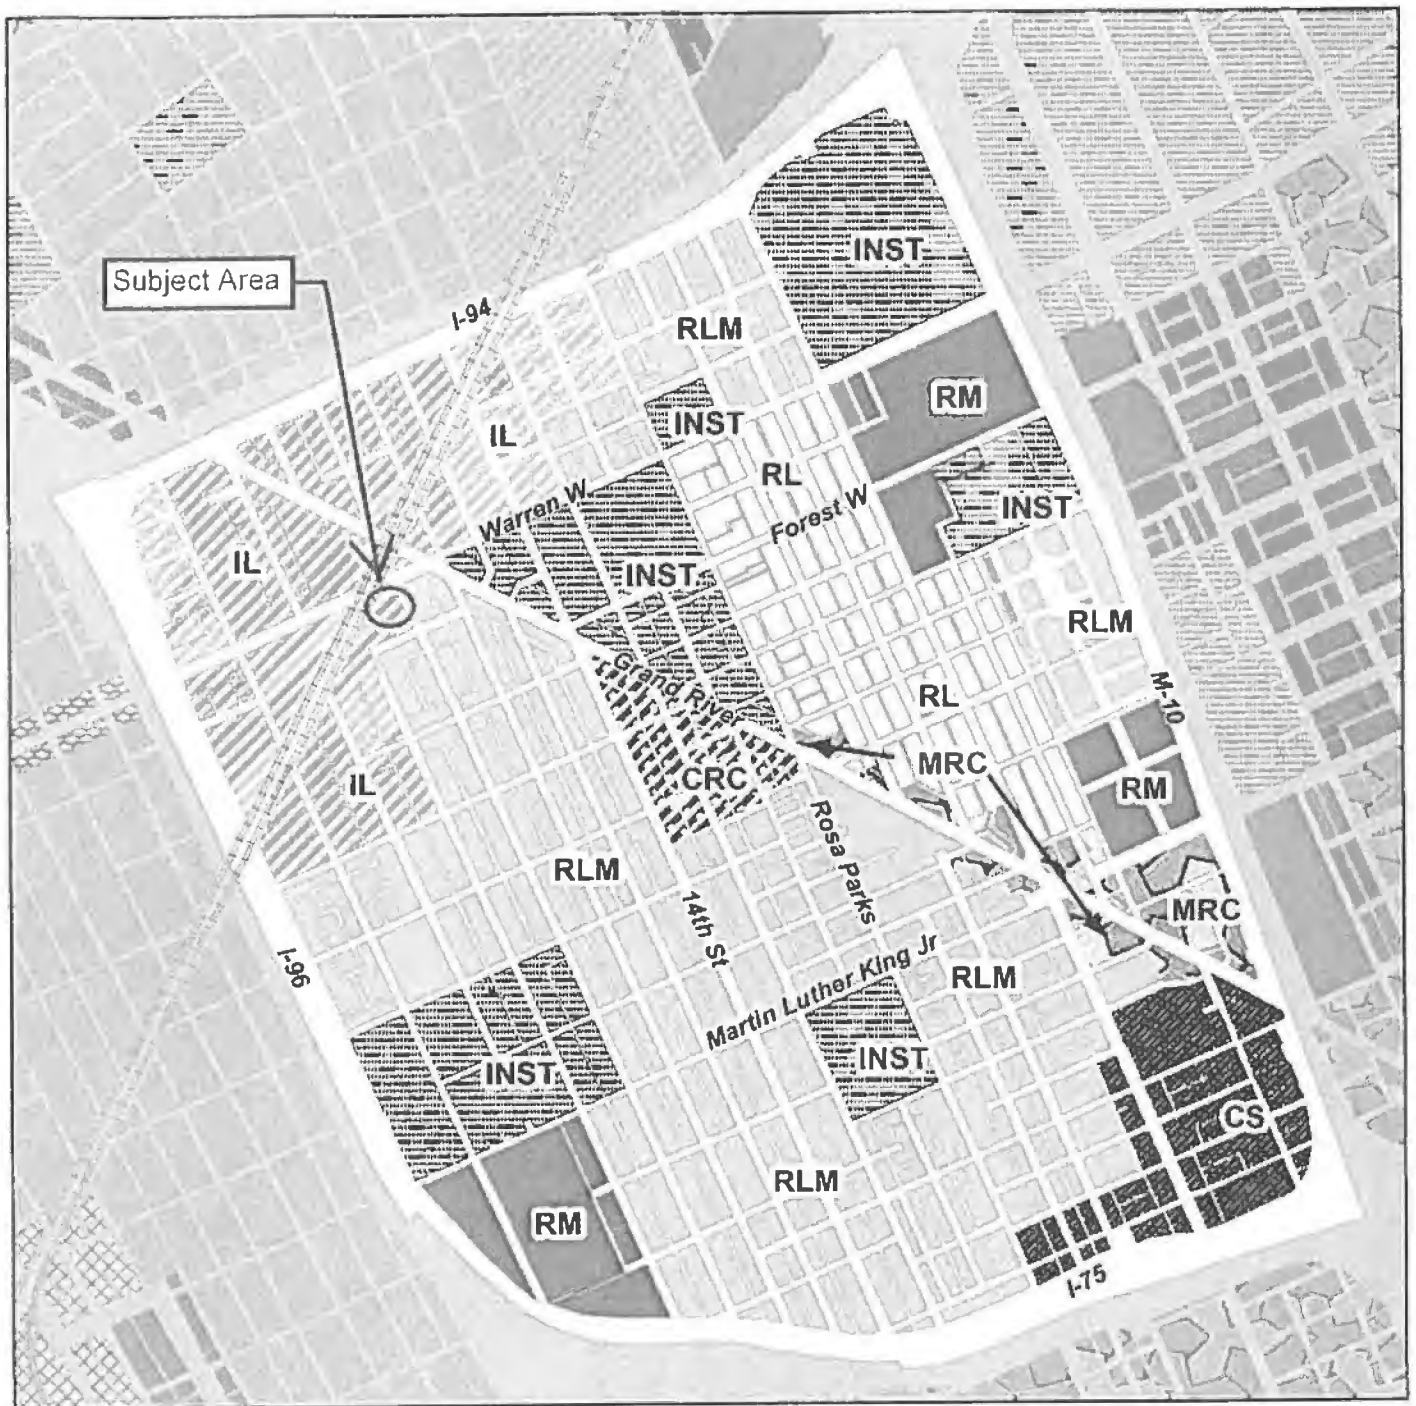 INST
Subject Area
I-94
RLM
RM
INST
IL
RL
Warren W
Forest W
INST
IL
INST
RLM
Grand River
RL
M-10
MRC
CRC
IL
RM
Rosa Parks
RLM
14th St
MRC
Martin Luther King Jr
I-96
RLM
INST
INST
CS
RLM
RM
I-75